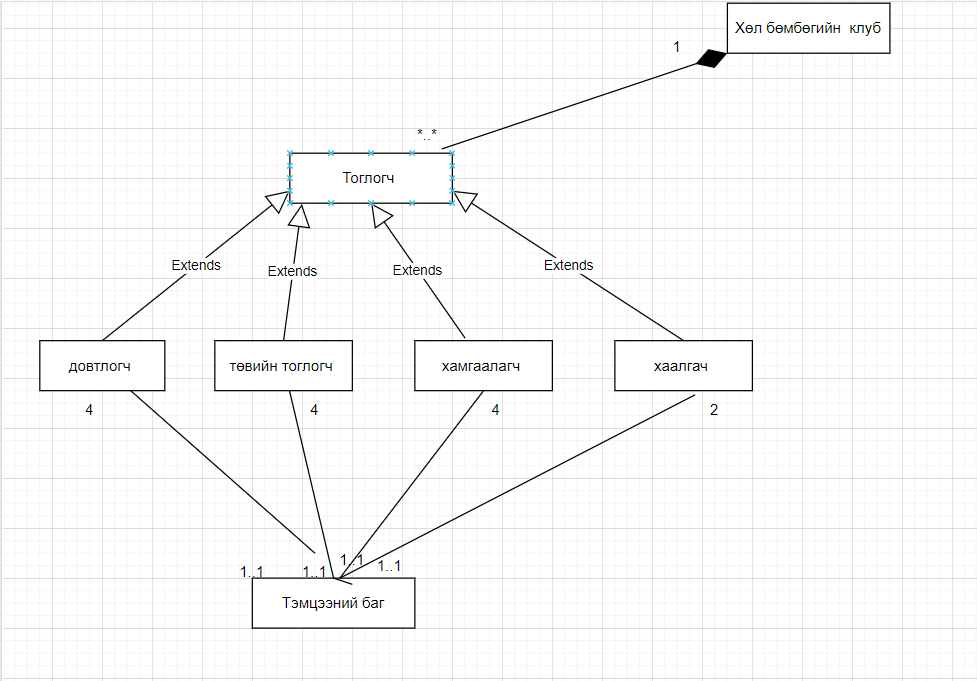 Хөл бөмбөгийн клуб
1
*..*
Тоглогч
Extends
Extends
Extends
Extends
довтлогч
төвийн тоглогч
хамгаалагч
хаалгач
4
4
4
2
1..1
1..1
1..1
1..1
Тэмцээний баг